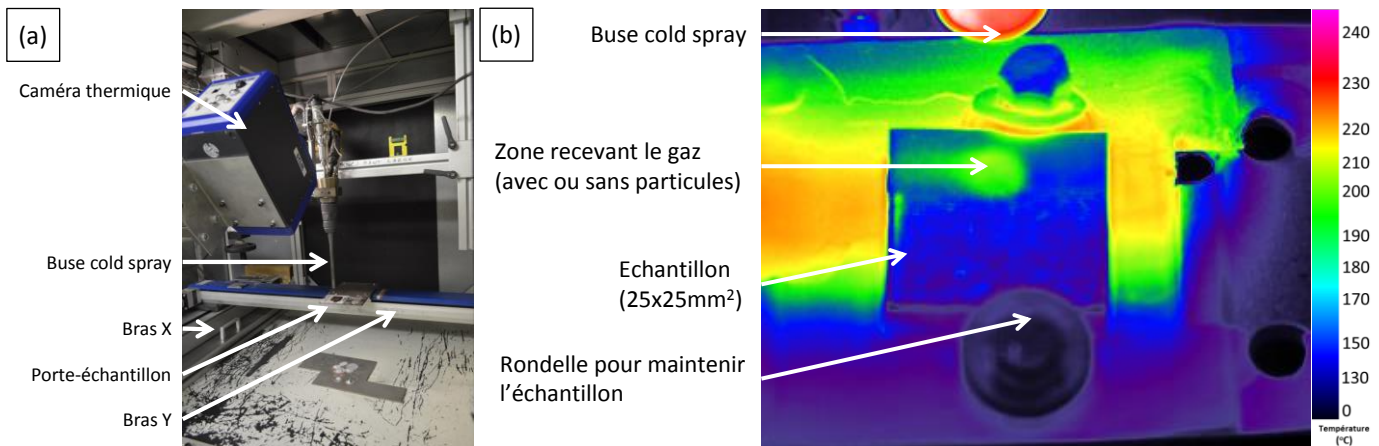 (a)
Caméra thermique
Buse cold spray
Bras X
Porte-échantillon
Bras Y
(b)
Buse cold spray
Zone recevant le gaz
(avec ou sans particules)
Echantillon
(25x25mm²)
Rondelle pour maintenir
l'échantillon
240
230
220
210
200
190
180
170
150
130
0
Température
(°C)